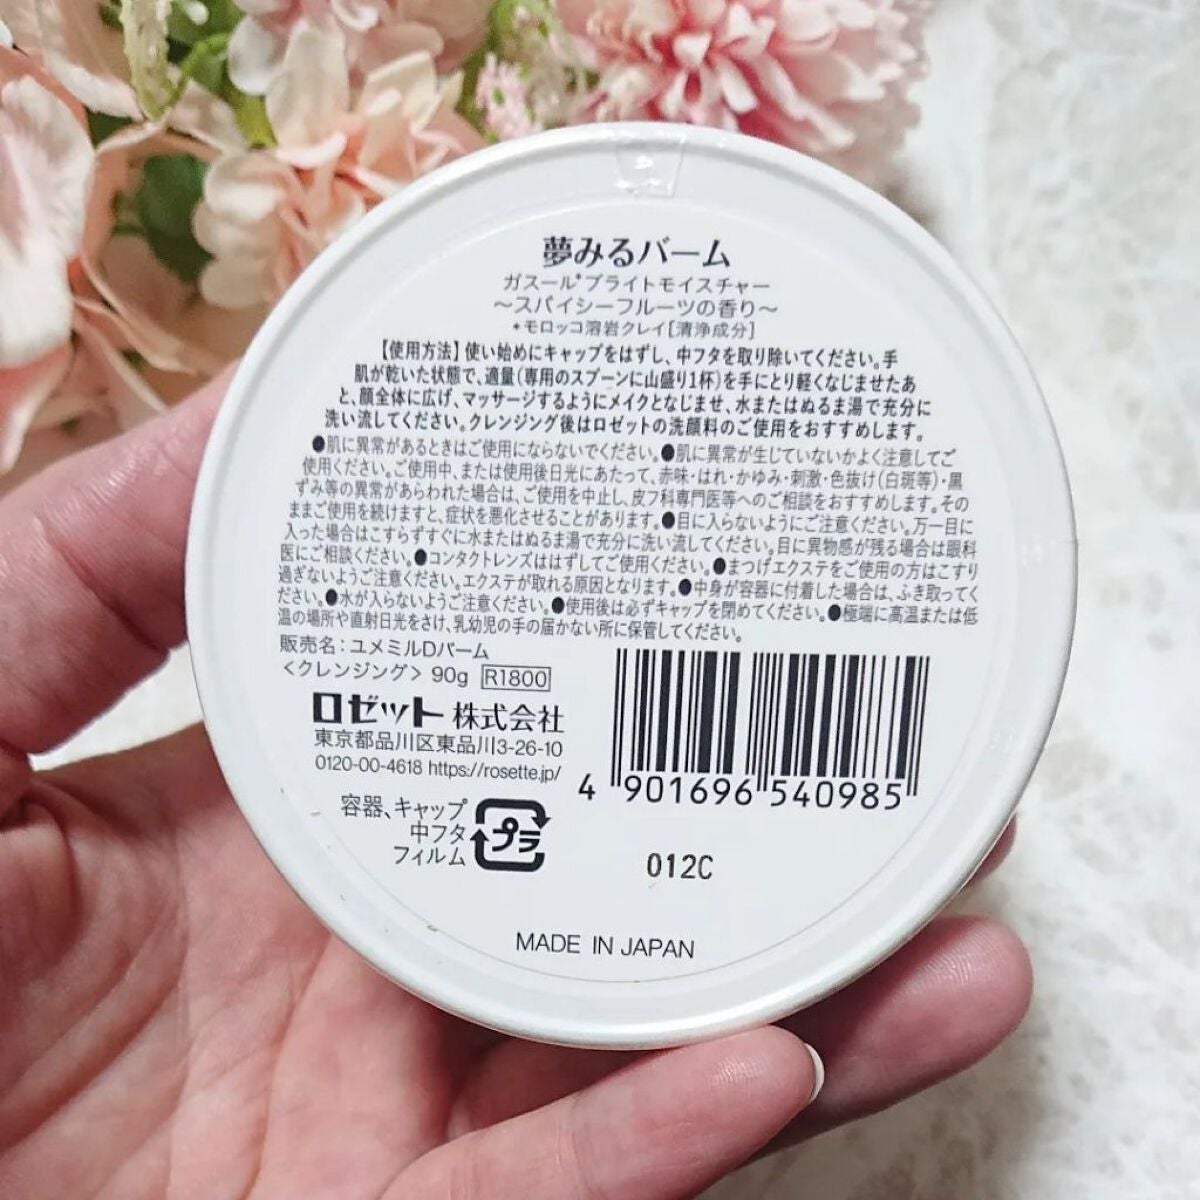 夢みるバーム
ガスール®ブライトモイスチャー
～スパイシーフルーツの香り～
+モロッコ溶岩クレイ[清浄成分]
【使用方法】使い始めにキャップをはずし、中フタを取り除いてください。手
肌が乾いた状態で、適量(専用のスプーンに山盛り1杯)を手にとり軽くなじませたあ
と、顔全体に広げ、マッサージするようにメイクとなじませ、水またはぬるま湯で充分に
洗い流してください。クレンジング後はロゼットの洗顔料のご使用をおすすめします。
●肌に異常があるときはご使用にならないでください。●肌に異常が生じていないかよく注意してご
使用ください。ご使用中、または使用後日光にあたって、赤味・はれ・かゆみ・刺激・色抜け(白斑等)・黒
ずみ等の異常があらわれた場合は、ご使用を中止し、皮フ科専門医等へのご相談をおすすめします。その
ままご使用を続けますと、症状を悪化させることがあります。●目に入らないようにご注意ください。万一目に
入った場合はこすらずすぐに水またはぬるま湯で充分に洗い流してください。目に異物感が残る場合は眼科
医にご相談ください。●コンタクトレンズははずしてご使用ください。●まつげエクステをご使用の方はこすり
過ぎないようご注意ください。エクステが取れる原因となります。●中身が容器に付着した場合は、ふき取ってく
ださい。●水が入らないようご注意ください。●使用後は必ずキャップを閉めてください。●極端に高温または低
温の場所や直射日光をさけ、乳幼児の手の届かない所に保管してください。
販売名：ユメミルDバーム
＜クレンジング＞ 90g R1800
ロゼット 株式会社
東京都品川区東品川3-26-10
0120-00-4618 https://rosette.jp/
4 901696 540985
容器、キャップ
中フタ
フィルム
プラ
012C
MADE IN JAPAN